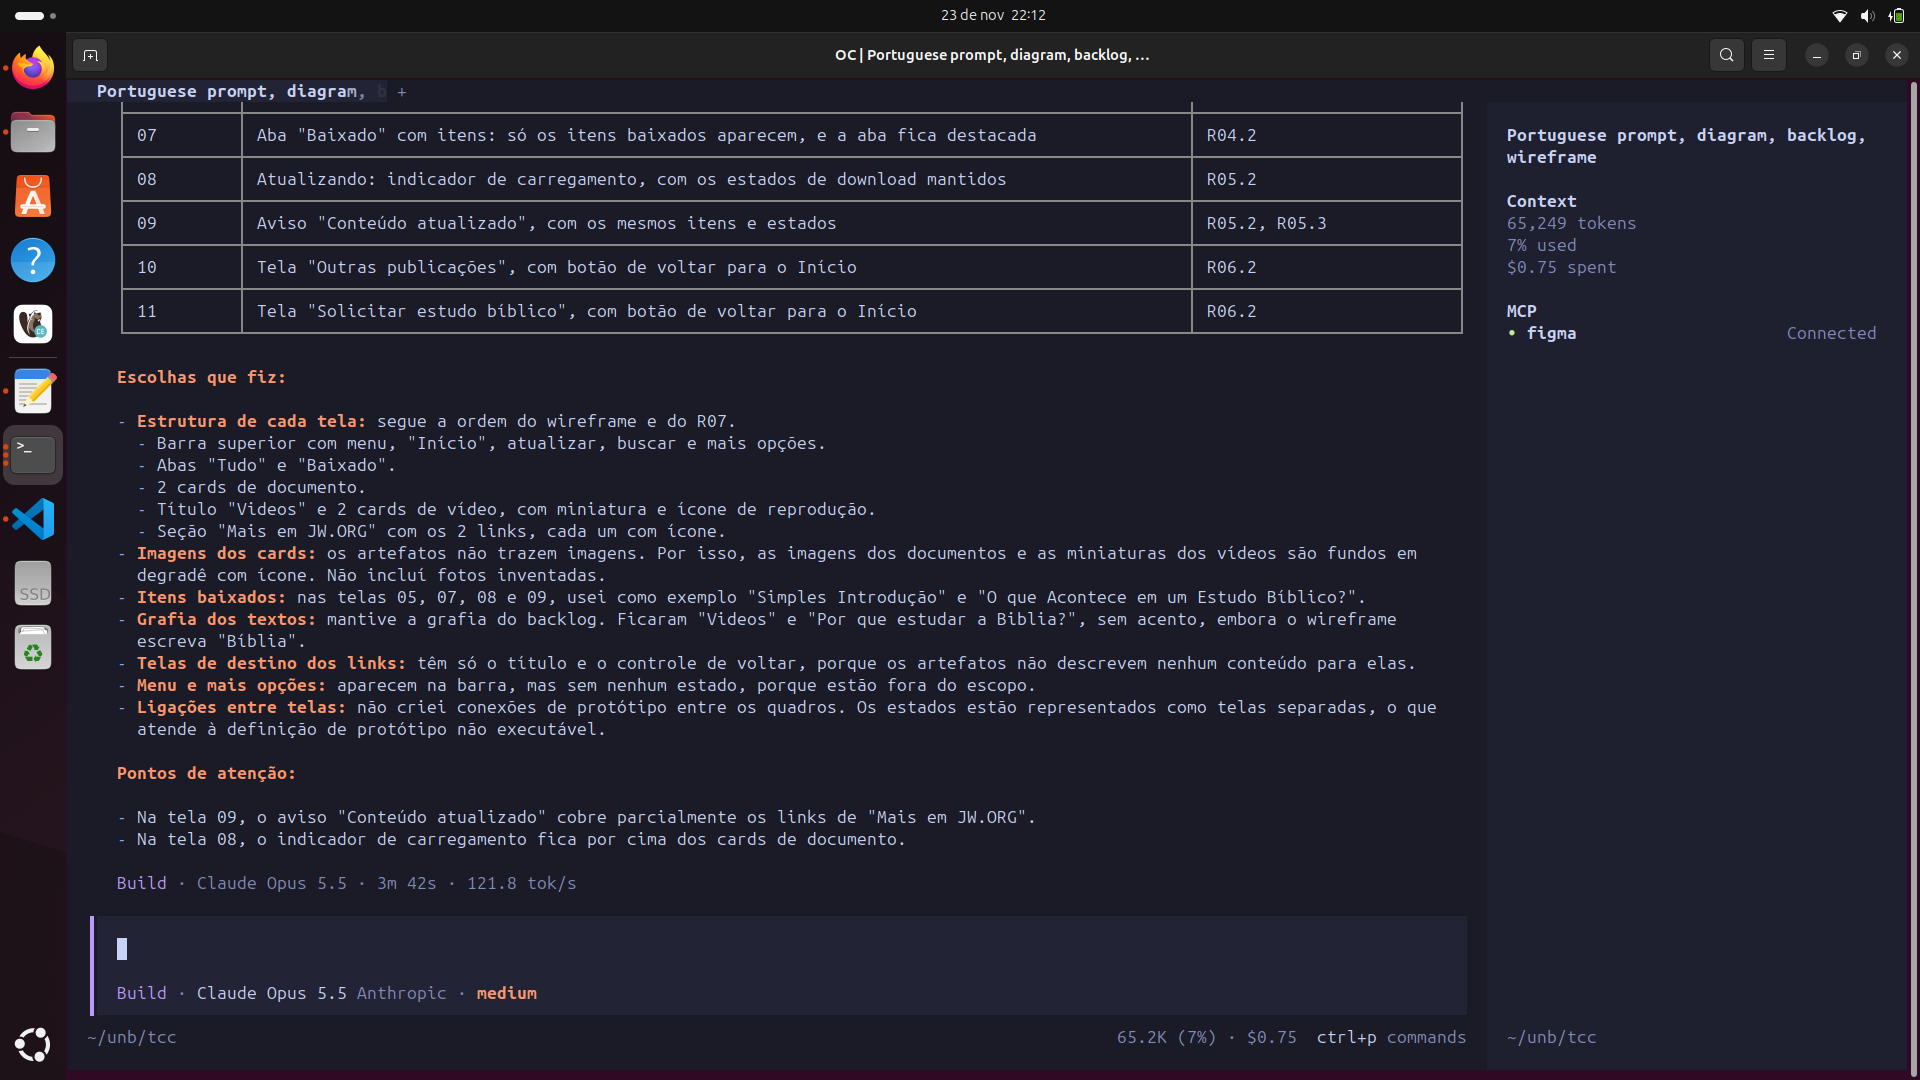 23 de nov 22:12
OC | Portuguese prompt, diagram, backlog, ...
Portuguese prompt, diagram, b +
07 Aba "Baixado" com itens: só os itens baixados aparecem, e a aba fica destacada R04.2
08 Atualizando: indicador de carregamento, com os estados de download mantidos R05.2
09 Aviso "Conteúdo atualizado", com os mesmos itens e estados R05.2, R05.3
10 Tela "Outras publicações", com botão de voltar para o Início R06.2
11 Tela "Solicitar estudo bíblico", com botão de voltar para o Início R06.2
Escolhas que fiz:
- Estrutura de cada tela: segue a ordem do wireframe e do R07.
- Barra superior com menu, "Início", atualizar, buscar e mais opções.
- Abas "Tudo" e "Baixado".
- 2 cards de documento.
- Título "Videos" e 2 cards de vídeo, com miniatura e ícone de reprodução.
- Seção "Mais em JW.ORG" com os 2 links, cada um com ícone.
- Imagens dos cards: os artefatos não trazem imagens. Por isso, as imagens dos documentos e as miniaturas dos vídeos são fundos em
degradê com ícone. Não incluí fotos inventadas.
- Itens baixados: nas telas 05, 07, 08 e 09, usei como exemplo "Simples Introdução" e "O que Acontece em um Estudo Bíblico?".
- Grafia dos textos: mantive a grafia do backlog. Ficaram "Videos" e "Por que estudar a Biblia?", sem acento, embora o wireframe
escreva "Bíblia".
- Telas de destino dos links: têm só o título e o controle de voltar, porque os artefatos não descrevem nenhum conteúdo para elas.
- Menu e mais opções: aparecem na barra, mas sem nenhum estado, porque estão fora do escopo.
- Ligações entre telas: não criei conexões de protótipo entre os quadros. Os estados estão representados como telas separadas, o que
atende à definição de protótipo não executável.
Pontos de atenção:
- Na tela 09, o aviso "Conteúdo atualizado" cobre parcialmente os links de "Mais em JW.ORG".
- Na tela 08, o indicador de carregamento fica por cima dos cards de documento.
Build · Claude Opus 5.5 · 3m 42s · 121.8 tok/s
Build · Claude Opus 5.5 Anthropic · medium
~/unb/tcc 65.2K (7%) · $0.75 ctrl+p commands
Portuguese prompt, diagram, backlog,
wireframe
Context
65,249 tokens
7% used
$0.75 spent
MCP
• figma Connected
~/unb/tcc
SSD